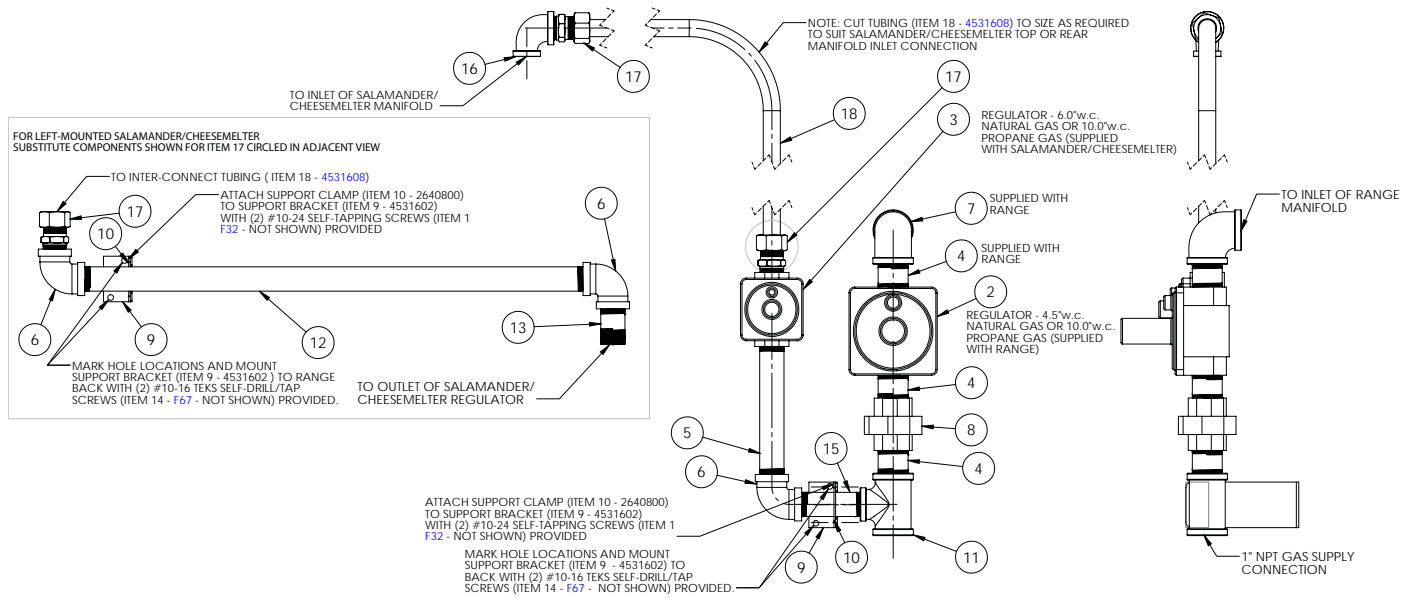 NOTE: CUT TUBING (ITEM 18 - 4531608) TO SIZE AS REQUIRED
TO SUIT SALAMANDER/CHEESEMELTER TOP OR REAR
MANIFOLD INLET CONNECTION
16
17
TO INLET OF SALAMANDER/
CHEESEMELTER MANIFOLD
17
18
3
REGULATOR - 6.0"w.c.
NATURAL GAS OR 10.0"w.c.
PROPANE GAS (SUPPLIED
WITH SALAMANDER/CHEESEMELTER)
FOR LEFT-MOUNTED SALAMANDER/CHEESEMELTER
SUBSTITUTE COMPONENTS SHOWN FOR ITEM 17 CIRCLED IN ADJACENT VIEW
TO INTER-CONNECT TUBING ( ITEM 18 - 4531608)
ATTACH SUPPORT CLAMP (ITEM 10 - 2640800)
TO SUPPORT BRACKET (ITEM 9 - 4531602)
WITH (2) #10-24 SELF-TAPPING SCREWS (ITEM 1
F32 - NOT SHOWN) PROVIDED
17
10
6
6
9
12
13
MARK HOLE LOCATIONS AND MOUNT
SUPPORT BRACKET (ITEM 9 - 4531602 ) TO RANGE
BACK WITH (2) #10-16 TEKS SELF-DRILL/TAP
SCREWS (ITEM 14 - F67 - NOT SHOWN) PROVIDED.
TO OUTLET OF SALAMANDER/
CHEESEMELTER REGULATOR
7
SUPPLIED WITH
RANGE
4
SUPPLIED WITH
RANGE
2
REGULATOR - 4.5"w.c.
NATURAL GAS OR 10.0"w.c.
PROPANE GAS (SUPPLIED
WITH RANGE)
TO INLET OF RANGE
MANIFOLD
4
8
4
5
6
15
ATTACH SUPPORT CLAMP (ITEM 10 - 2640800)
TO SUPPORT BRACKET (ITEM 9 - 4531602)
WITH (2) #10-24 SELF-TAPPING SCREWS (ITEM 1
F32 - NOT SHOWN) PROVIDED
MARK HOLE LOCATIONS AND MOUNT
SUPPORT BRACKET (ITEM 9 - 4531602) TO
BACK WITH (2) #10-16 TEKS SELF-DRILL/TAP
SCREWS (ITEM 14 - F67 - NOT SHOWN) PROVIDED.
9
10
11
1" NPT GAS SUPPLY
CONNECTION